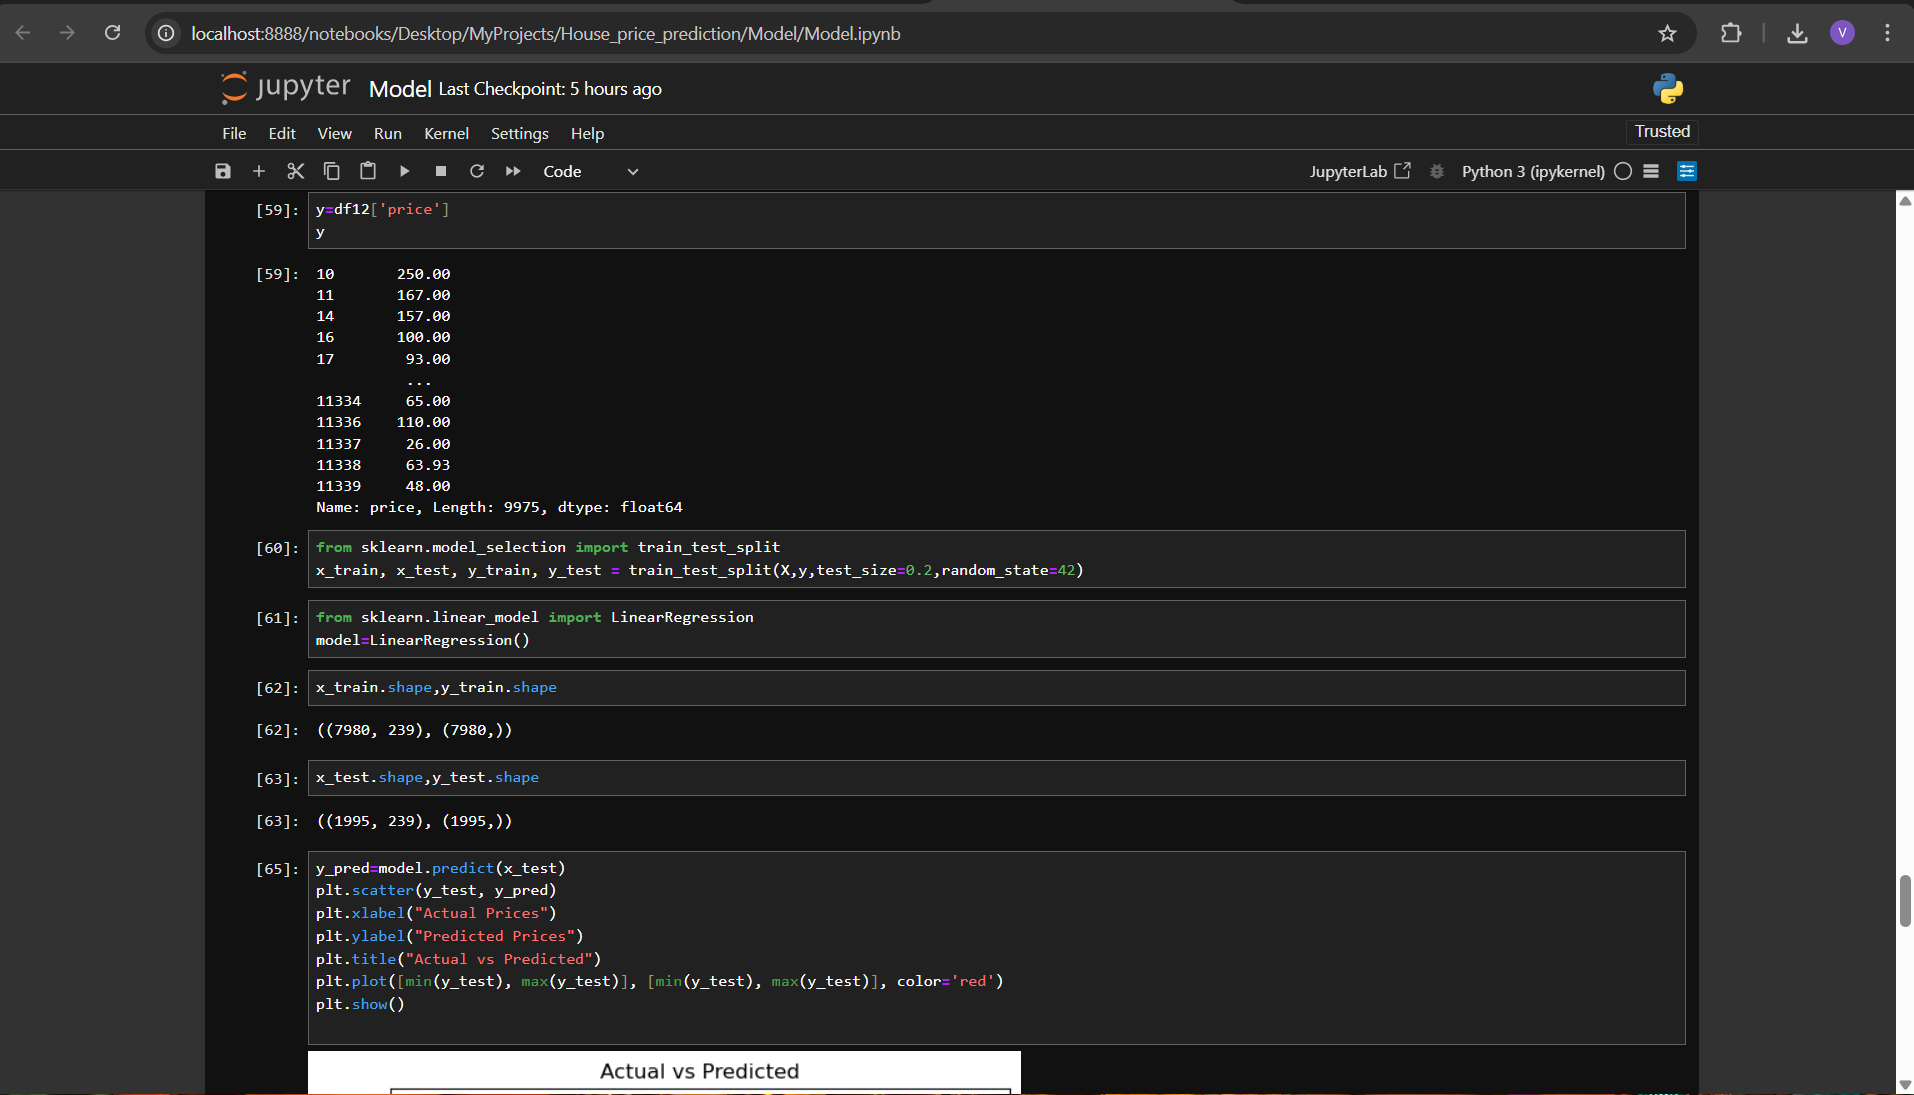 localhost:8888/notebooks/Desktop/MyProjects/House_price_prediction/Model/Model.ipynb
V
jupyter Model Last Checkpoint: 5 hours ago
File Edit View Run Kernel Settings Help
Trusted
Code
JupyterLab
Python 3 (ipykernel)
[59]: y=df12['price']
y
[59]: 10 250.00
11 167.00
14 157.00
16 100.00
17 93.00
...
11334 65.00
11336 110.00
11337 26.00
11338 63.93
11339 48.00
Name: price, Length: 9975, dtype: float64
[60]: from sklearn.model_selection import train_test_split
x_train, x_test, y_train, y_test = train_test_split(X,y,test_size=0.2,random_state=42)
[61]: from sklearn.linear_model import LinearRegression
model=LinearRegression()
[62]: x_train.shape,y_train.shape
[62]: ((7980, 239), (7980,))
[63]: x_test.shape,y_test.shape
[63]: ((1995, 239), (1995,))
[65]: y_pred=model.predict(x_test)
plt.scatter(y_test, y_pred)
plt.xlabel("Actual Prices")
plt.ylabel("Predicted Prices")
plt.title("Actual vs Predicted")
plt.plot([min(y_test), max(y_test)], [min(y_test), max(y_test)], color='red')
plt.show()
Actual vs Predicted